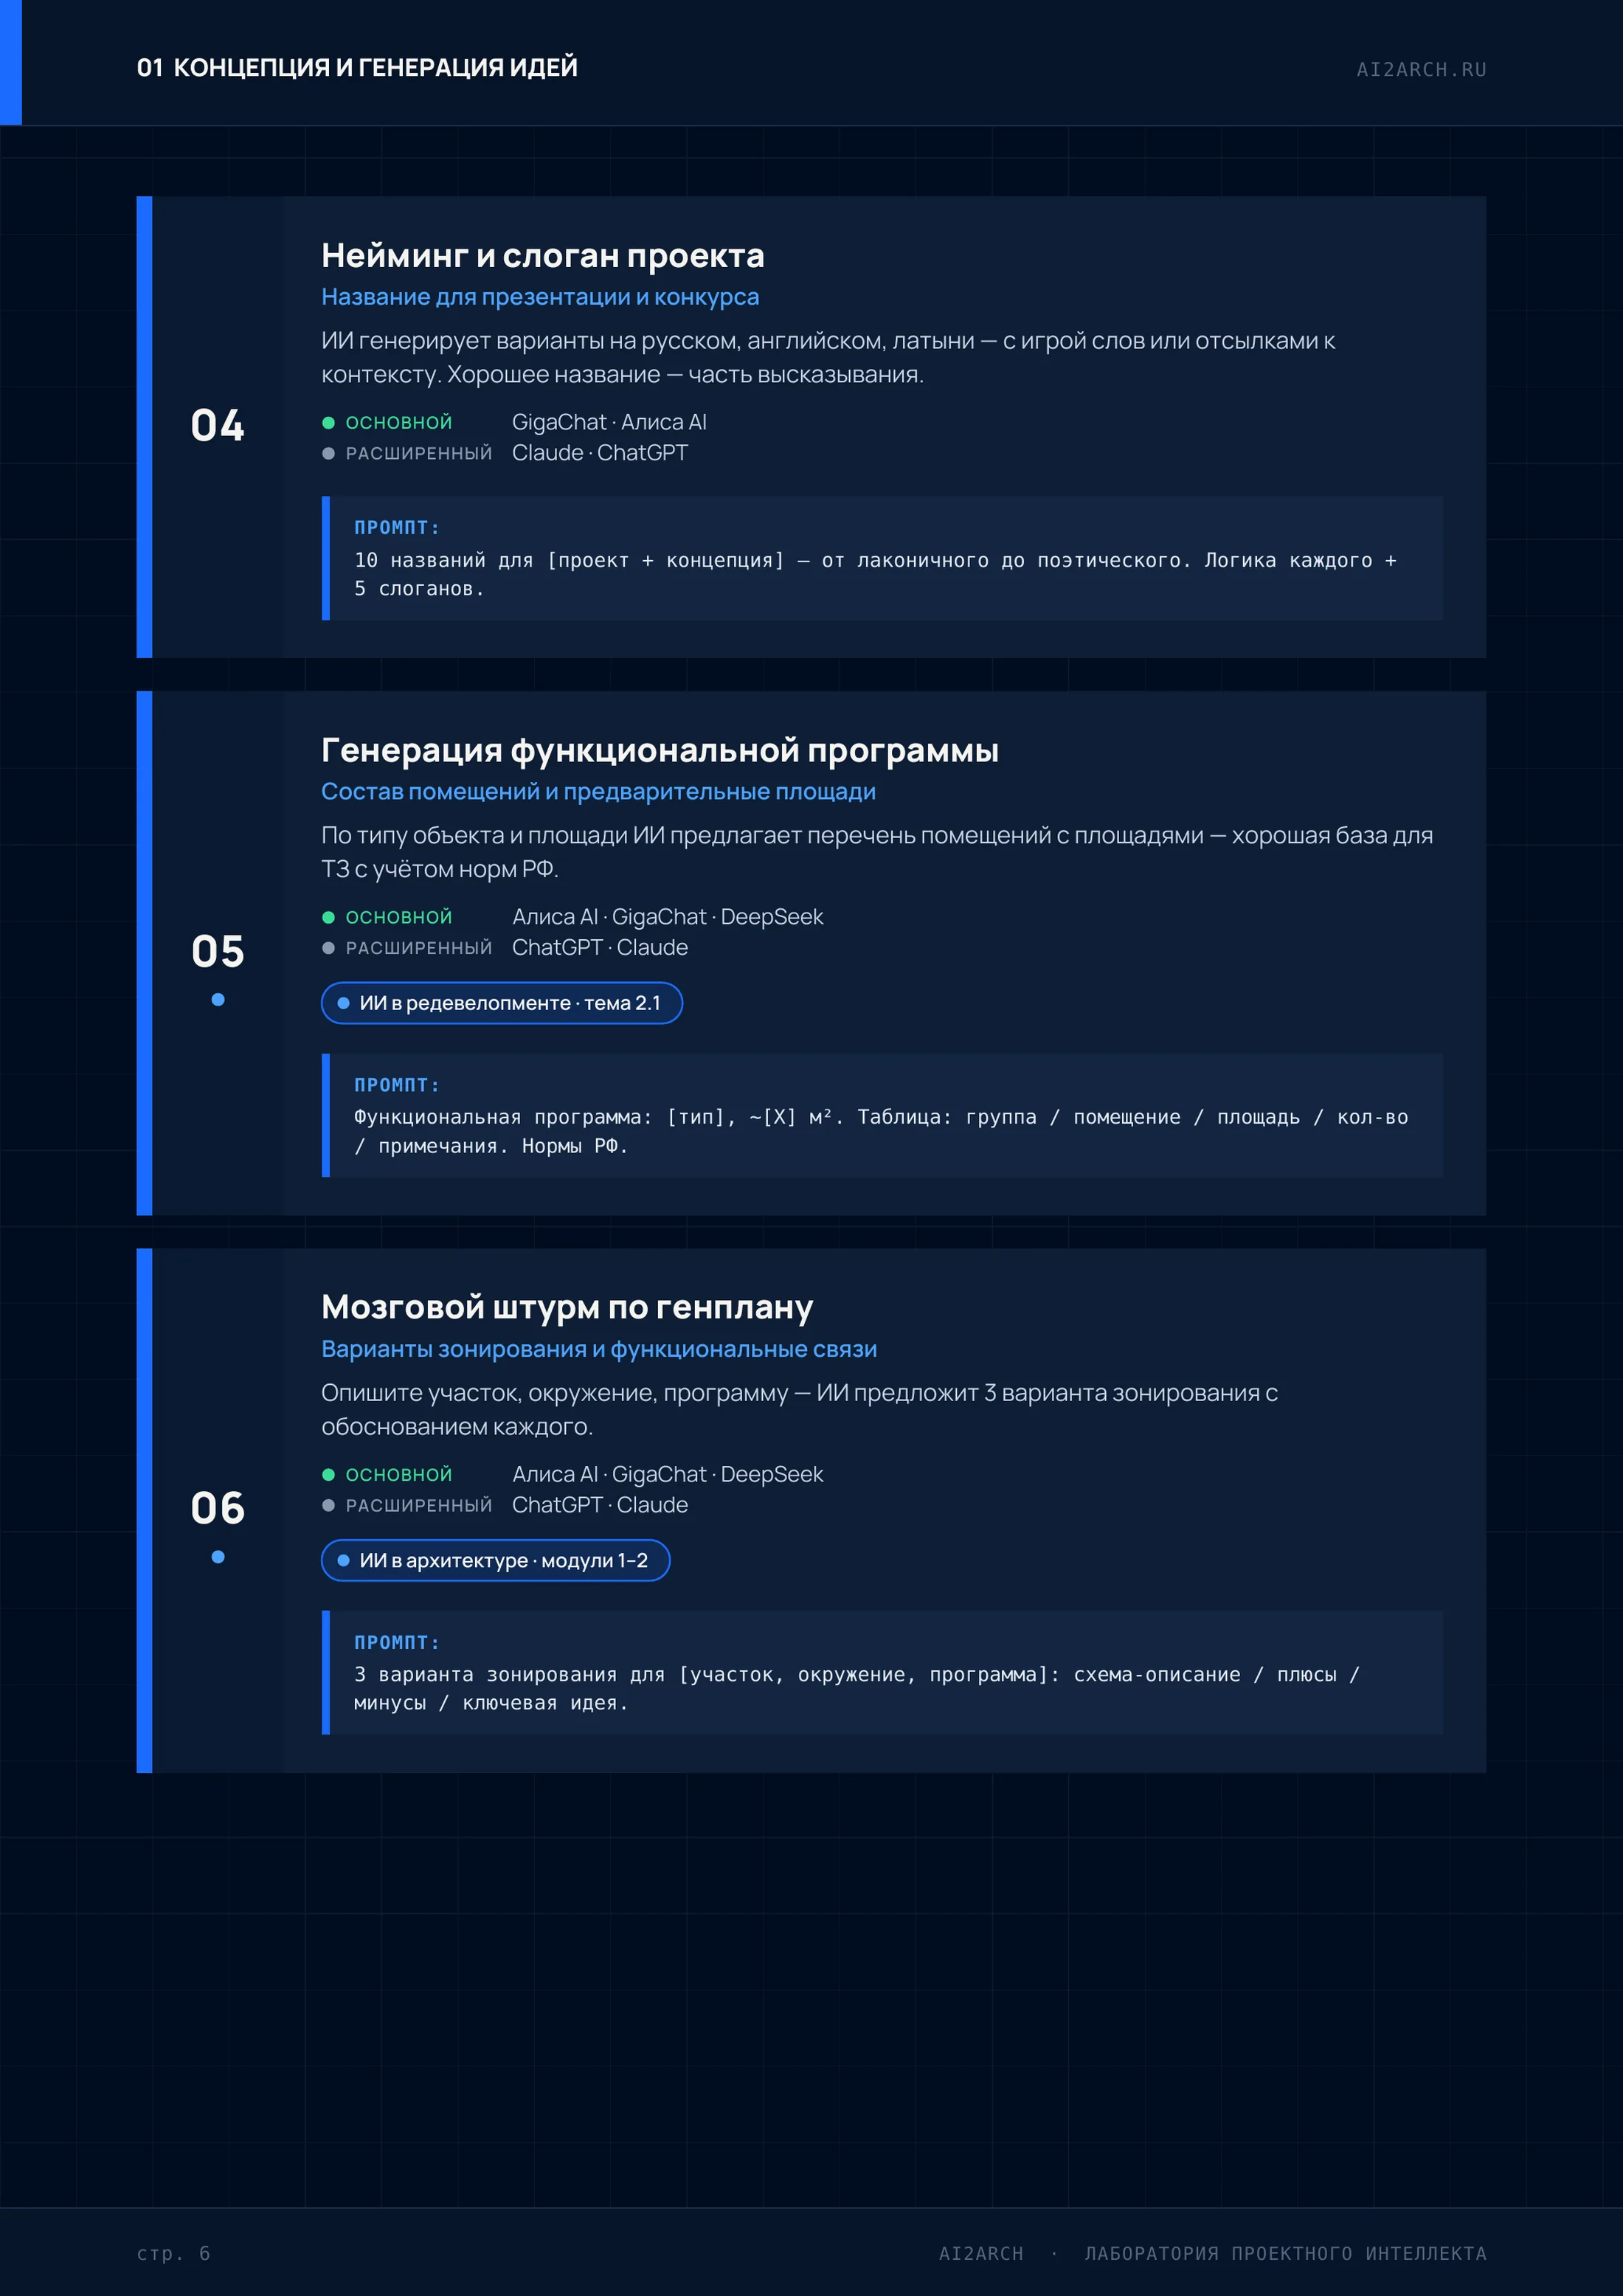 01 КОНЦЕПЦИЯ И ГЕНЕРАЦИЯ ИДЕЙ
AI2ARCH.RU
04
Нейминг и слоган проекта
Название для презентации и конкурса
ИИ генерирует варианты на русском, английском, латыни — с игрой слов или отсылками к
контексту. Хорошее название — часть высказывания.
ОСНОВНОЙ GigaChat · Алиса AI
РАСШИРЕННЫЙ Claude · ChatGPT
ПРОМПТ:
10 названий для [проект + концепция] — от лаконичного до поэтического. Логика каждого +
5 слоганов.
05
Генерация функциональной программы
Состав помещений и предварительные площади
По типу объекта и площади ИИ предлагает перечень помещений с площадями — хорошая база для
ТЗ с учётом норм РФ.
ОСНОВНОЙ Алиса AI · GigaChat · DeepSeek
РАСШИРЕННЫЙ ChatGPT · Claude
ИИ в редевелопменте · тема 2.1
ПРОМПТ:
Функциональная программа: [тип], ~[X] м². Таблица: группа / помещение / площадь / кол-во
/ примечания. Нормы РФ.
06
Мозговой штурм по генплану
Варианты зонирования и функциональные связи
Опишите участок, окружение, программу — ИИ предложит 3 варианта зонирования с
обоснованием каждого.
ОСНОВНОЙ Алиса AI · GigaChat · DeepSeek
РАСШИРЕННЫЙ ChatGPT · Claude
ИИ в архитектуре · модули 1–2
ПРОМПТ:
3 варианта зонирования для [участок, окружение, программа]: схема-описание / плюсы /
минусы / ключевая идея.
стр. 6
AI2ARCH · ЛАБОРАТОРИЯ ПРОЕКТНОГО ИНТЕЛЛЕКТА